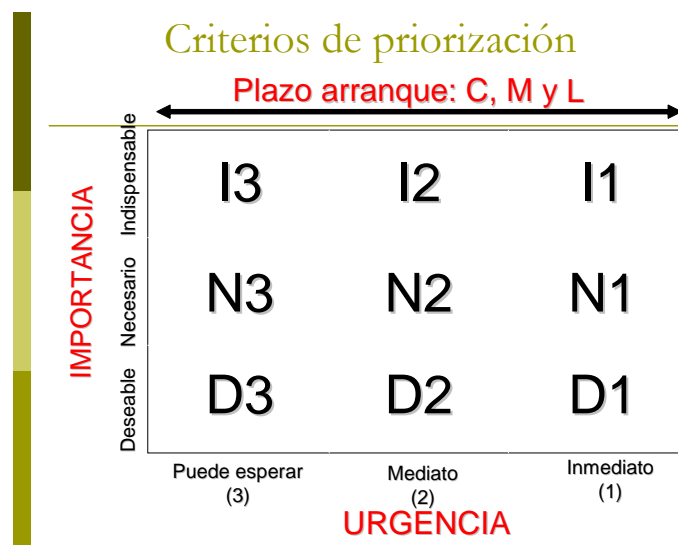 Criterios de priorización
Plazo arranque: C, M y L
IMPORTANCIA
Indispensable
I3 I2 I1
Necesario
N3 N2 N1
Deseable
D3 D2 D1
Puede esperar Mediato Inmediato
(3) (2) (1)
URGENCIA